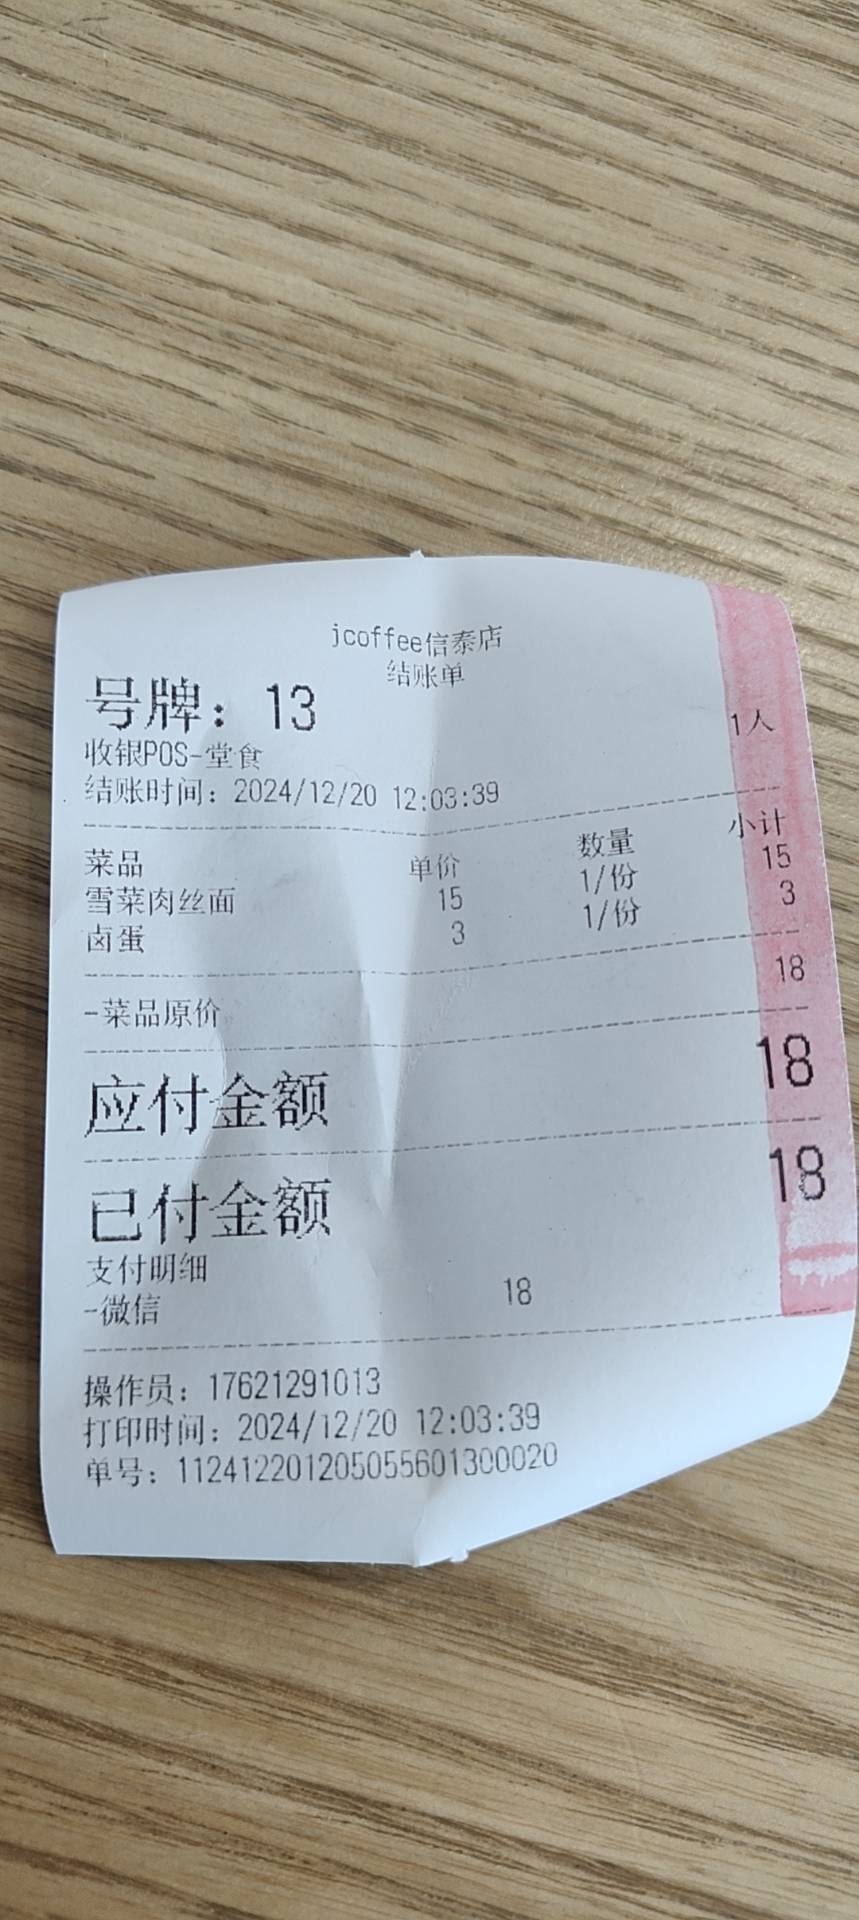 jcoffee信泰店
结账单
号牌：13 1人
收银POS-堂食
结账时间：2024/12/20 12:03:39
菜品 单价 数量 小计
雪菜肉丝面 15 1/份 15
卤蛋 3 1/份 3
-菜品原价 18
应付金额 18
已付金额 18
支付明细
-微信 18
操作员：17621291013
打印时间：2024/12/20 12:03:39
单号：112412201205055601300020